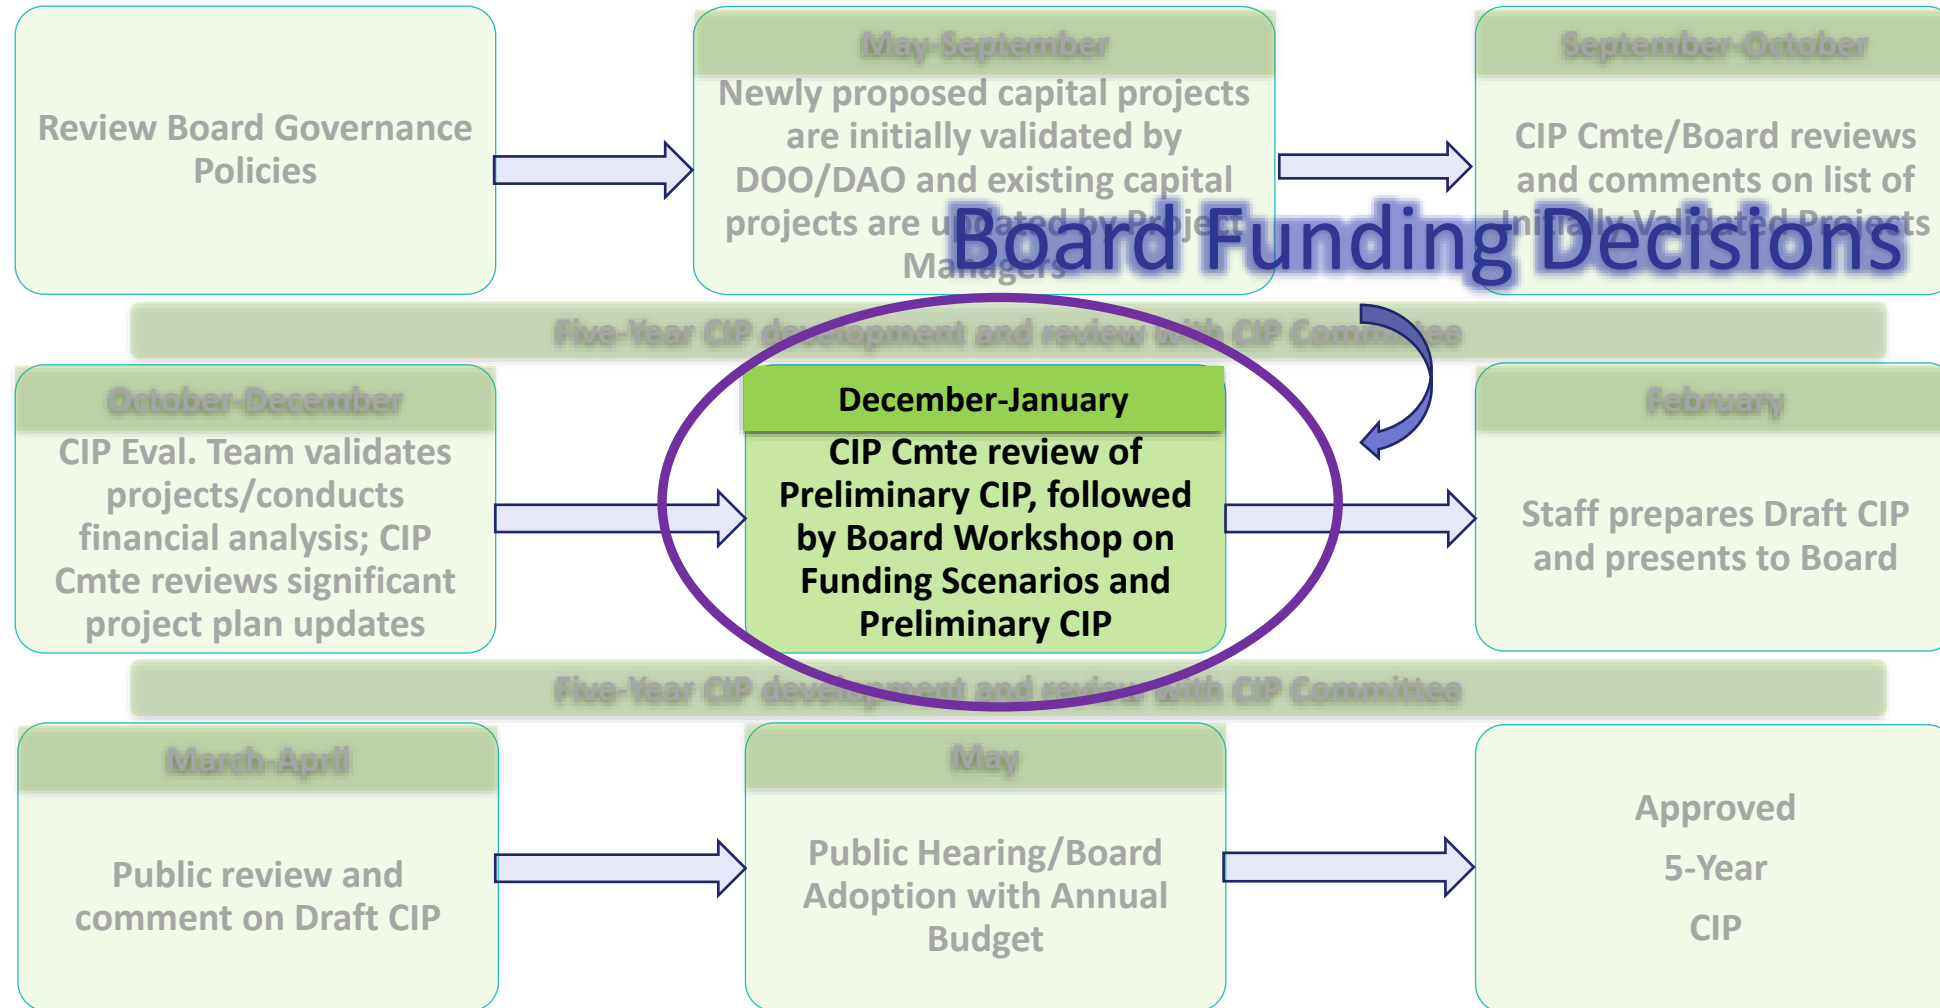 Review Board Governance
Policies
May-September
Newly proposed capital projects
are initially validated by
DOO/DAO and existing capital
projects are updated by Project
Managers
September-October
CIP Cmte/Board reviews
and comments on list of
Initially Validated Projects
Board Funding Decisions
Five-Year CIP development and review with CIP Committee
October-December
CIP Eval. Team validates
projects/conducts
financial analysis; CIP
Cmte reviews significant
project plan updates
December-January
CIP Cmte review of
Preliminary CIP, followed
by Board Workshop on
Funding Scenarios and
Preliminary CIP
February
Staff prepares Draft CIP
and presents to Board
Five-Year CIP development and review with CIP Committee
March-April
Public review and
comment on Draft CIP
May
Public Hearing/Board
Adoption with Annual
Budget
Approved
5-Year
CIP